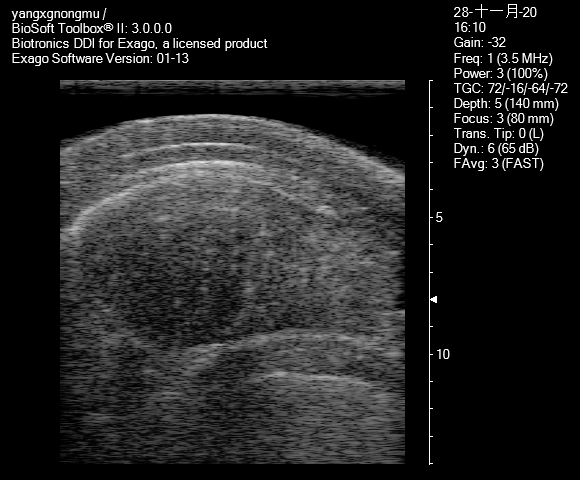 yangxgnongmu /
BioSoft Toolbox® II: 3.0.0.0
Biotronics DDI for Exago, a licensed product
Exago Software Version: 01-13
28-十一月-20
16:10
Gain: -32
Freq: 1 (3.5 MHz)
Power: 3 (100%)
TGC: 72/-16/-64/-72
Depth: 5 (140 mm)
Focus: 3 (80 mm)
Trans. Tip: 0 (L)
Dyn.: 6 (65 dB)
FAvg: 3 (FAST)
5
10